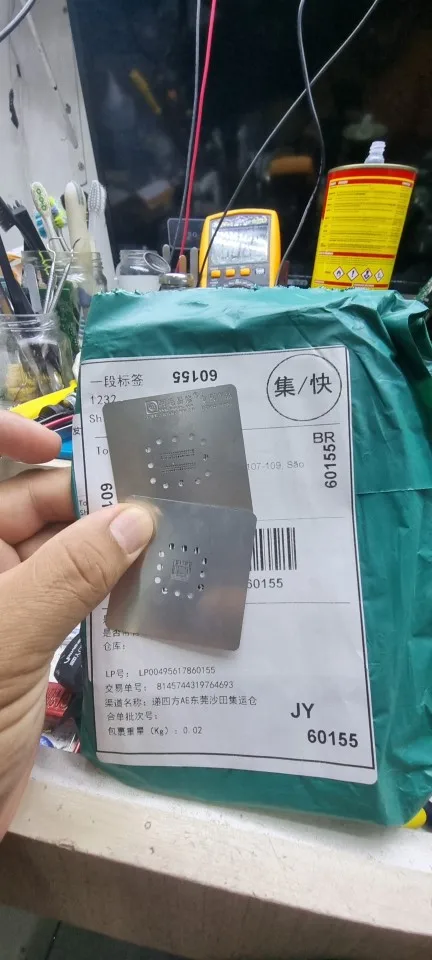 一段标签
60155
集/快
1232
Sh
To
BR
60155
107-109, São
601
60155
仓库：
LP号： LP00495617860155
交易单号： 8145744319764693
渠道名称：递四方AE东莞沙田集运仓
合单批次号：
包裹重量 (Kg)：0.02
JY
60155